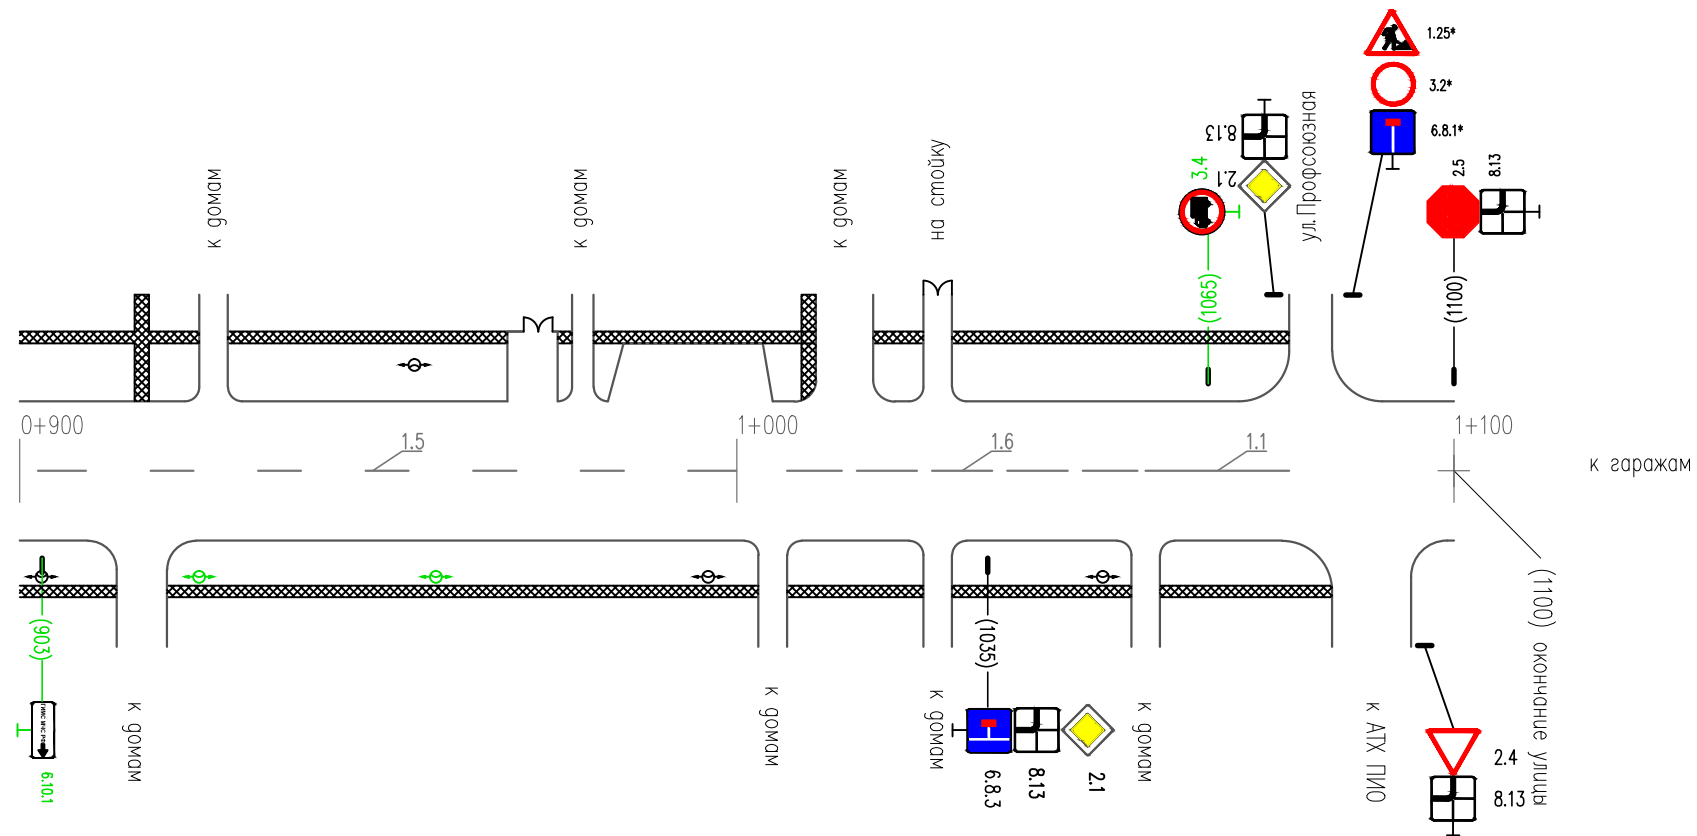 1.25*
3.2*
6.8.1*
2.5
8.13
ул.Профсоюзная
8.13
2.1
3.4
(1065)
(1100)
к домам
к домам
к домам
на стойку
0+900
1.5
1+000
1.6
1.1
1+100
к гаражам
(903)
6.10.1
к домам
к домам
к домам
(1035)
6.8.3
8.13
2.1
к домам
к АТХ ПИО
(1100) окончание улицы
2.4
8.13